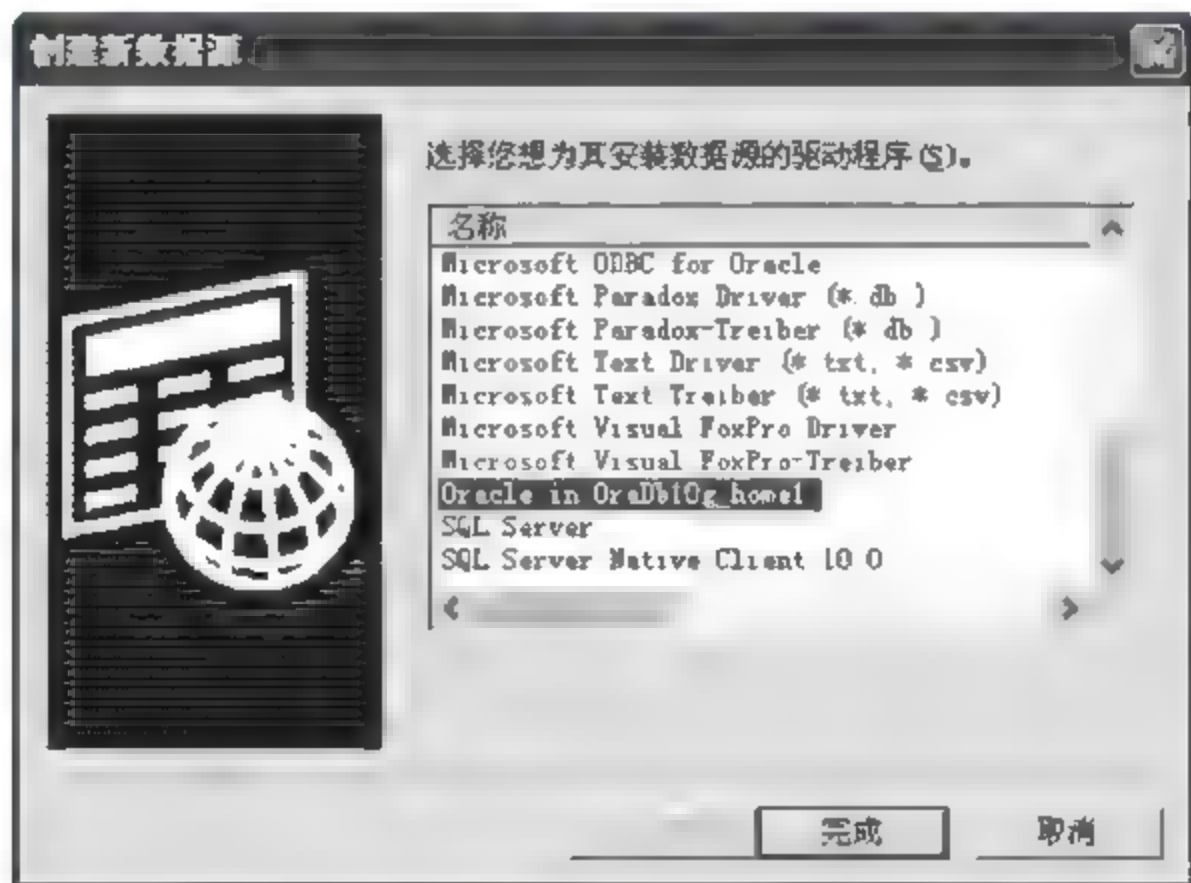 创建新数据源
选择您想为其安装数据源的驱动程序(S)。
名称
Microsoft ODBC for Oracle
Microsoft Paradox Driver (*.db )
Microsoft Paradox-Treiber (*.db )
Microsoft Text Driver (*.txt, *.csv)
Microsoft Text Treiber (*.txt, *.csv)
Microsoft Visual FoxPro Driver
Microsoft Visual FoxPro-Treiber
Oracle in OraDb10g_home1
SQL Server
SQL Server Native Client 10.0
完成
取消